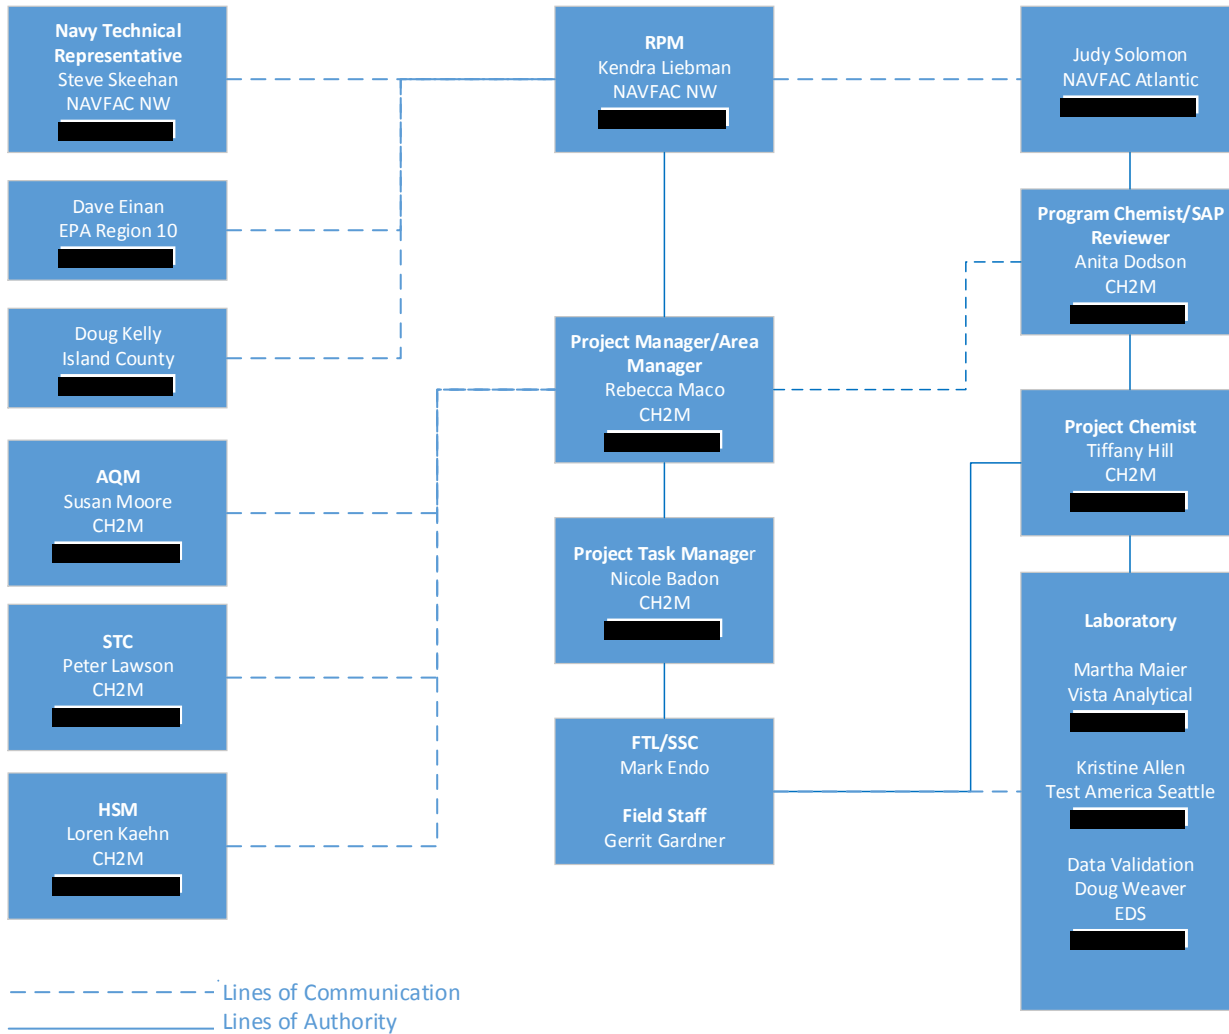 Navy Technical
Representative
Steve Skeehan
NAVFAC NW
Dave Einan
EPA Region 10
Doug Kelly
Island County
AQM
Susan Moore
CH2M
STC
Peter Lawson
CH2M
HSM
Loren Kaehn
CH2M
RPM
Kendra Liebman
NAVFAC NW
Project Manager/Area
Manager
Rebecca Maco
CH2M
Project Task Manager
Nicole Badon
CH2M
FTL/SSC
Mark Endo
Field Staff
Gerrit Gardner
Judy Solomon
NAVFAC Atlantic
Program Chemist/SAP
Reviewer
Anita Dodson
CH2M
Project Chemist
Tiffany Hill
CH2M
Laboratory
Martha Maier
Vista Analytical
Kristine Allen
Test America Seattle
Data Validation
Doug Weaver
EDS
Lines of Communication
Lines of Authority